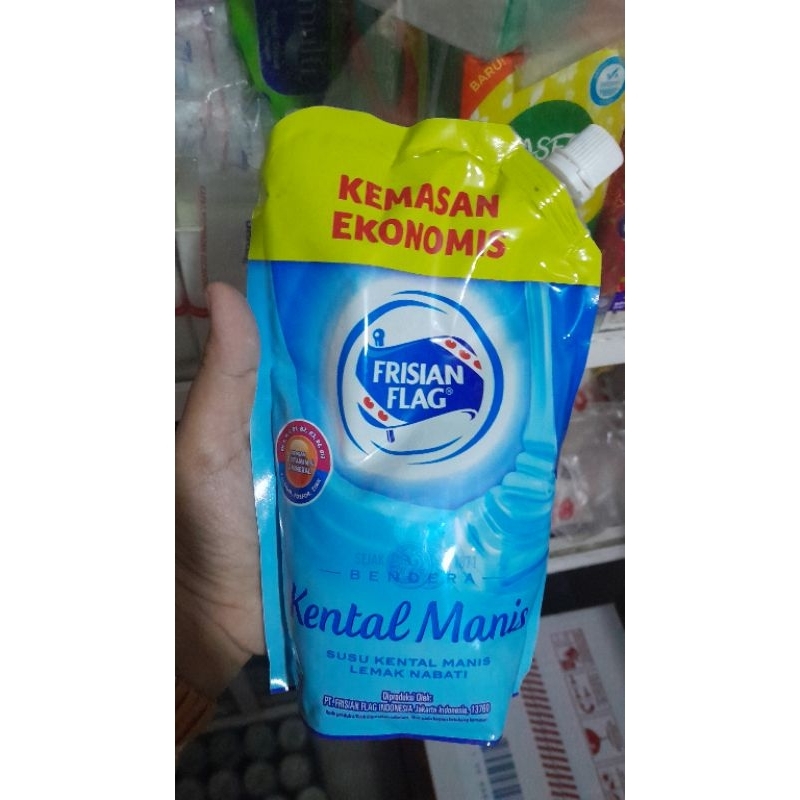 BARU!
KEMASAN
EKONOMIS
FRISIAN
FLAG®
BENDERA
Kental Manis
SUSU KENTAL MANIS
LEMAK NABATI
Diproduksi Oleh:
PT. FRISIAN FLAG INDONESIA Jakarta-Indonesia, 13760